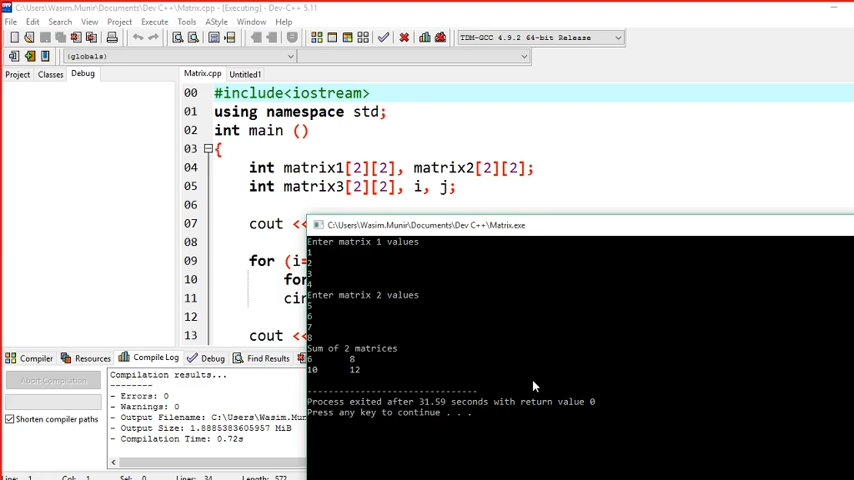 C:\Users\Wasim.Munir\Documents\Dev C++\Matrix.cpp - [Executing] - Dev-C++ 5.11
File Edit Search View Project Execute Tools AStyle Window Help
TDM-GCC 4.9.2 64-bit Release
(globals)
Project Classes Debug
Matrix.cpp Untitled1
00 #include<iostream>
01 using namespace std;
02 int main ()
03 {
04 int matrix1[2][2], matrix2[2][2];
05 int matrix3[2][2], i, j;
06
07 cout <<
08
09 for (i=
10 for
11 cin
12
13 cout <<
Compiler Resources Compile Log Debug Find Results
Abort Compilation
Shorten compiler paths
Compilation results...
--------
- Errors: 0
- Warnings: 0
- Output Filename: C:\Users\Wasim.Mu
- Output Size: 1.8885383605957 MiB
- Compilation Time: 0.72s
Line: 1 Col: 1 Sel: 0 Lines: 34 Length: 572
C:\Users\Wasim.Munir\Documents\Dev C++\Matrix.exe
Enter matrix 1 values
1
2
3
4
Enter matrix 2 values
5
6
7
8
Sum of 2 matrices
6 8
10 12
--------------------------------
Process exited after 31.59 seconds with return value 0
Press any key to continue . . .